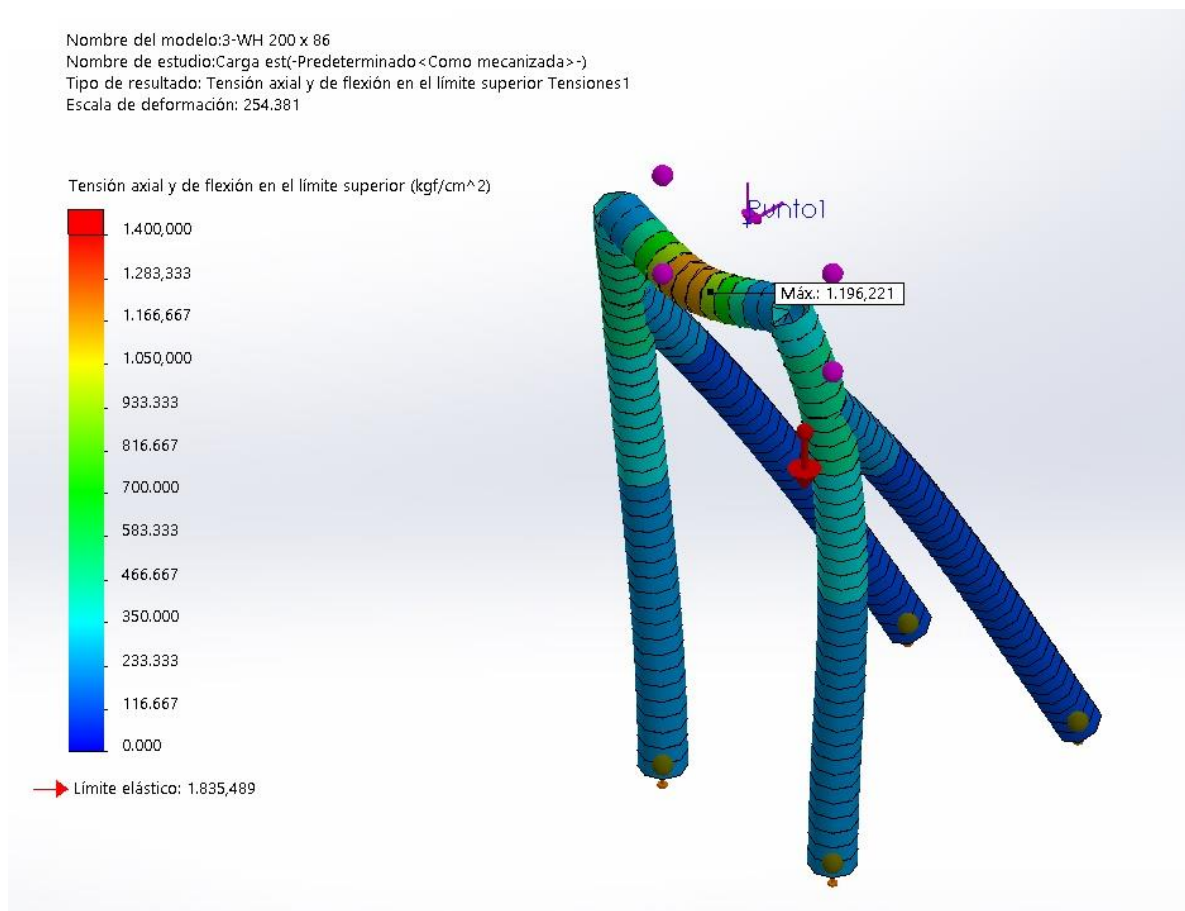 Nombre del modelo:3-WH 200 x 86
Nombre de estudio:Carga est(-Predeterminado<Como mecanizada>-)
Tipo de resultado: Tensión axial y de flexión en el límite superior Tensiones1
Escala de deformación: 254.381
Tensión axial y de flexión en el límite superior (kgf/cm^2)
1.400,000
1.283,333
1.166,667
1.050,000
933.333
816.667
700.000
583.333
466.667
350.000
233.333
116.667
0.000
Límite elástico: 1.835,489
Punto1
Máx.: 1.196,221